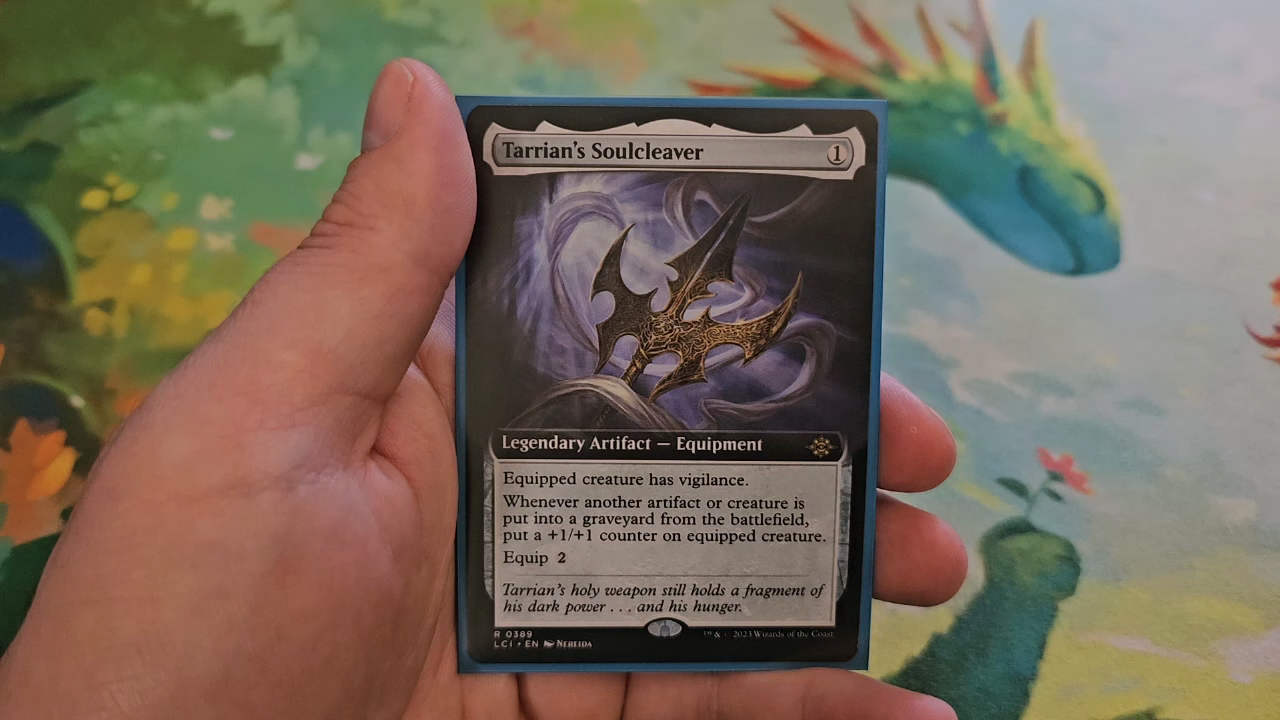 Tarrian's Soulcleaver 1
Legendary Artifact — Equipment
Equipped creature has vigilance.
Whenever another artifact or creature is
put into a graveyard from the battlefield,
put a +1/+1 counter on equipped creature.
Equip 2
Tarrian's holy weapon still holds a fragment of
his dark power . . . and his hunger.
R 0389
LCI • EN Nereida
™ & © 2023 Wizards of the Coast